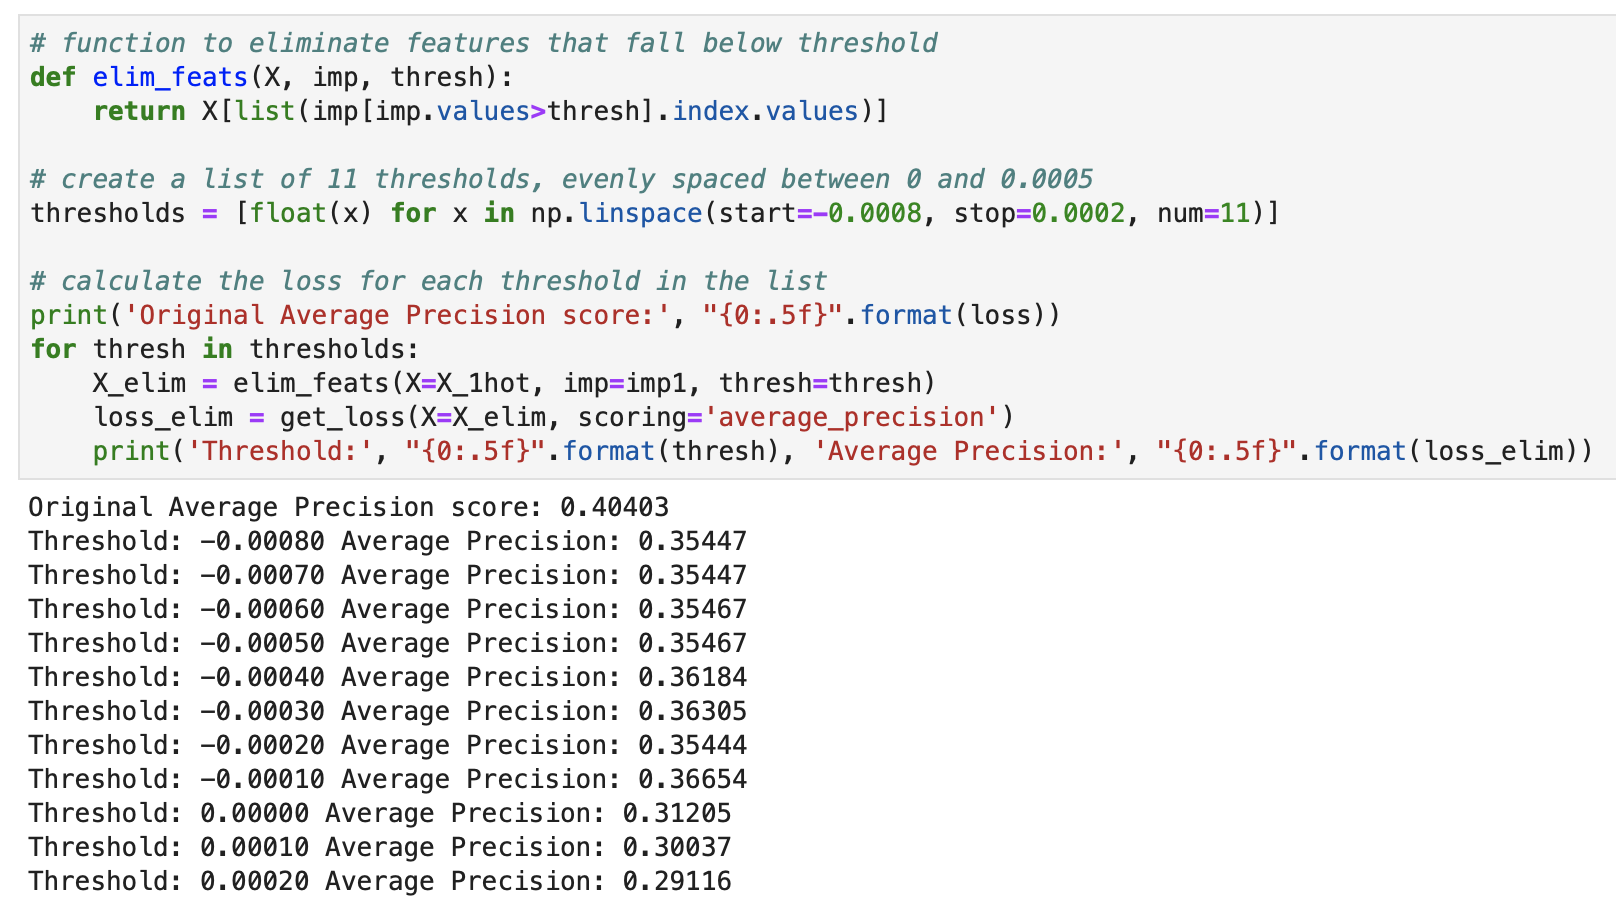 # function to eliminate features that fall below threshold
def elim_feats(X, imp, thresh):
    return X[list(imp[imp.values>thresh].index.values)]

# create a list of 11 thresholds, evenly spaced between 0 and 0.0005
thresholds = [float(x) for x in np.linspace(start=-0.0008, stop=0.0002, num=11)]

# calculate the loss for each threshold in the list
print('Original Average Precision score:', "{0:.5f}".format(loss))
for thresh in thresholds:
    X_elim = elim_feats(X=X_1hot, imp=imp1, thresh=thresh)
    loss_elim = get_loss(X=X_elim, scoring='average_precision')
    print('Threshold:', "{0:.5f}".format(thresh), 'Average Precision:', "{0:.5f}".format(loss_elim))
Original Average Precision score: 0.40403
Threshold: -0.00080 Average Precision: 0.35447
Threshold: -0.00070 Average Precision: 0.35447
Threshold: -0.00060 Average Precision: 0.35467
Threshold: -0.00050 Average Precision: 0.35467
Threshold: -0.00040 Average Precision: 0.36184
Threshold: -0.00030 Average Precision: 0.36305
Threshold: -0.00020 Average Precision: 0.35444
Threshold: -0.00010 Average Precision: 0.36654
Threshold: 0.00000 Average Precision: 0.31205
Threshold: 0.00010 Average Precision: 0.30037
Threshold: 0.00020 Average Precision: 0.29116